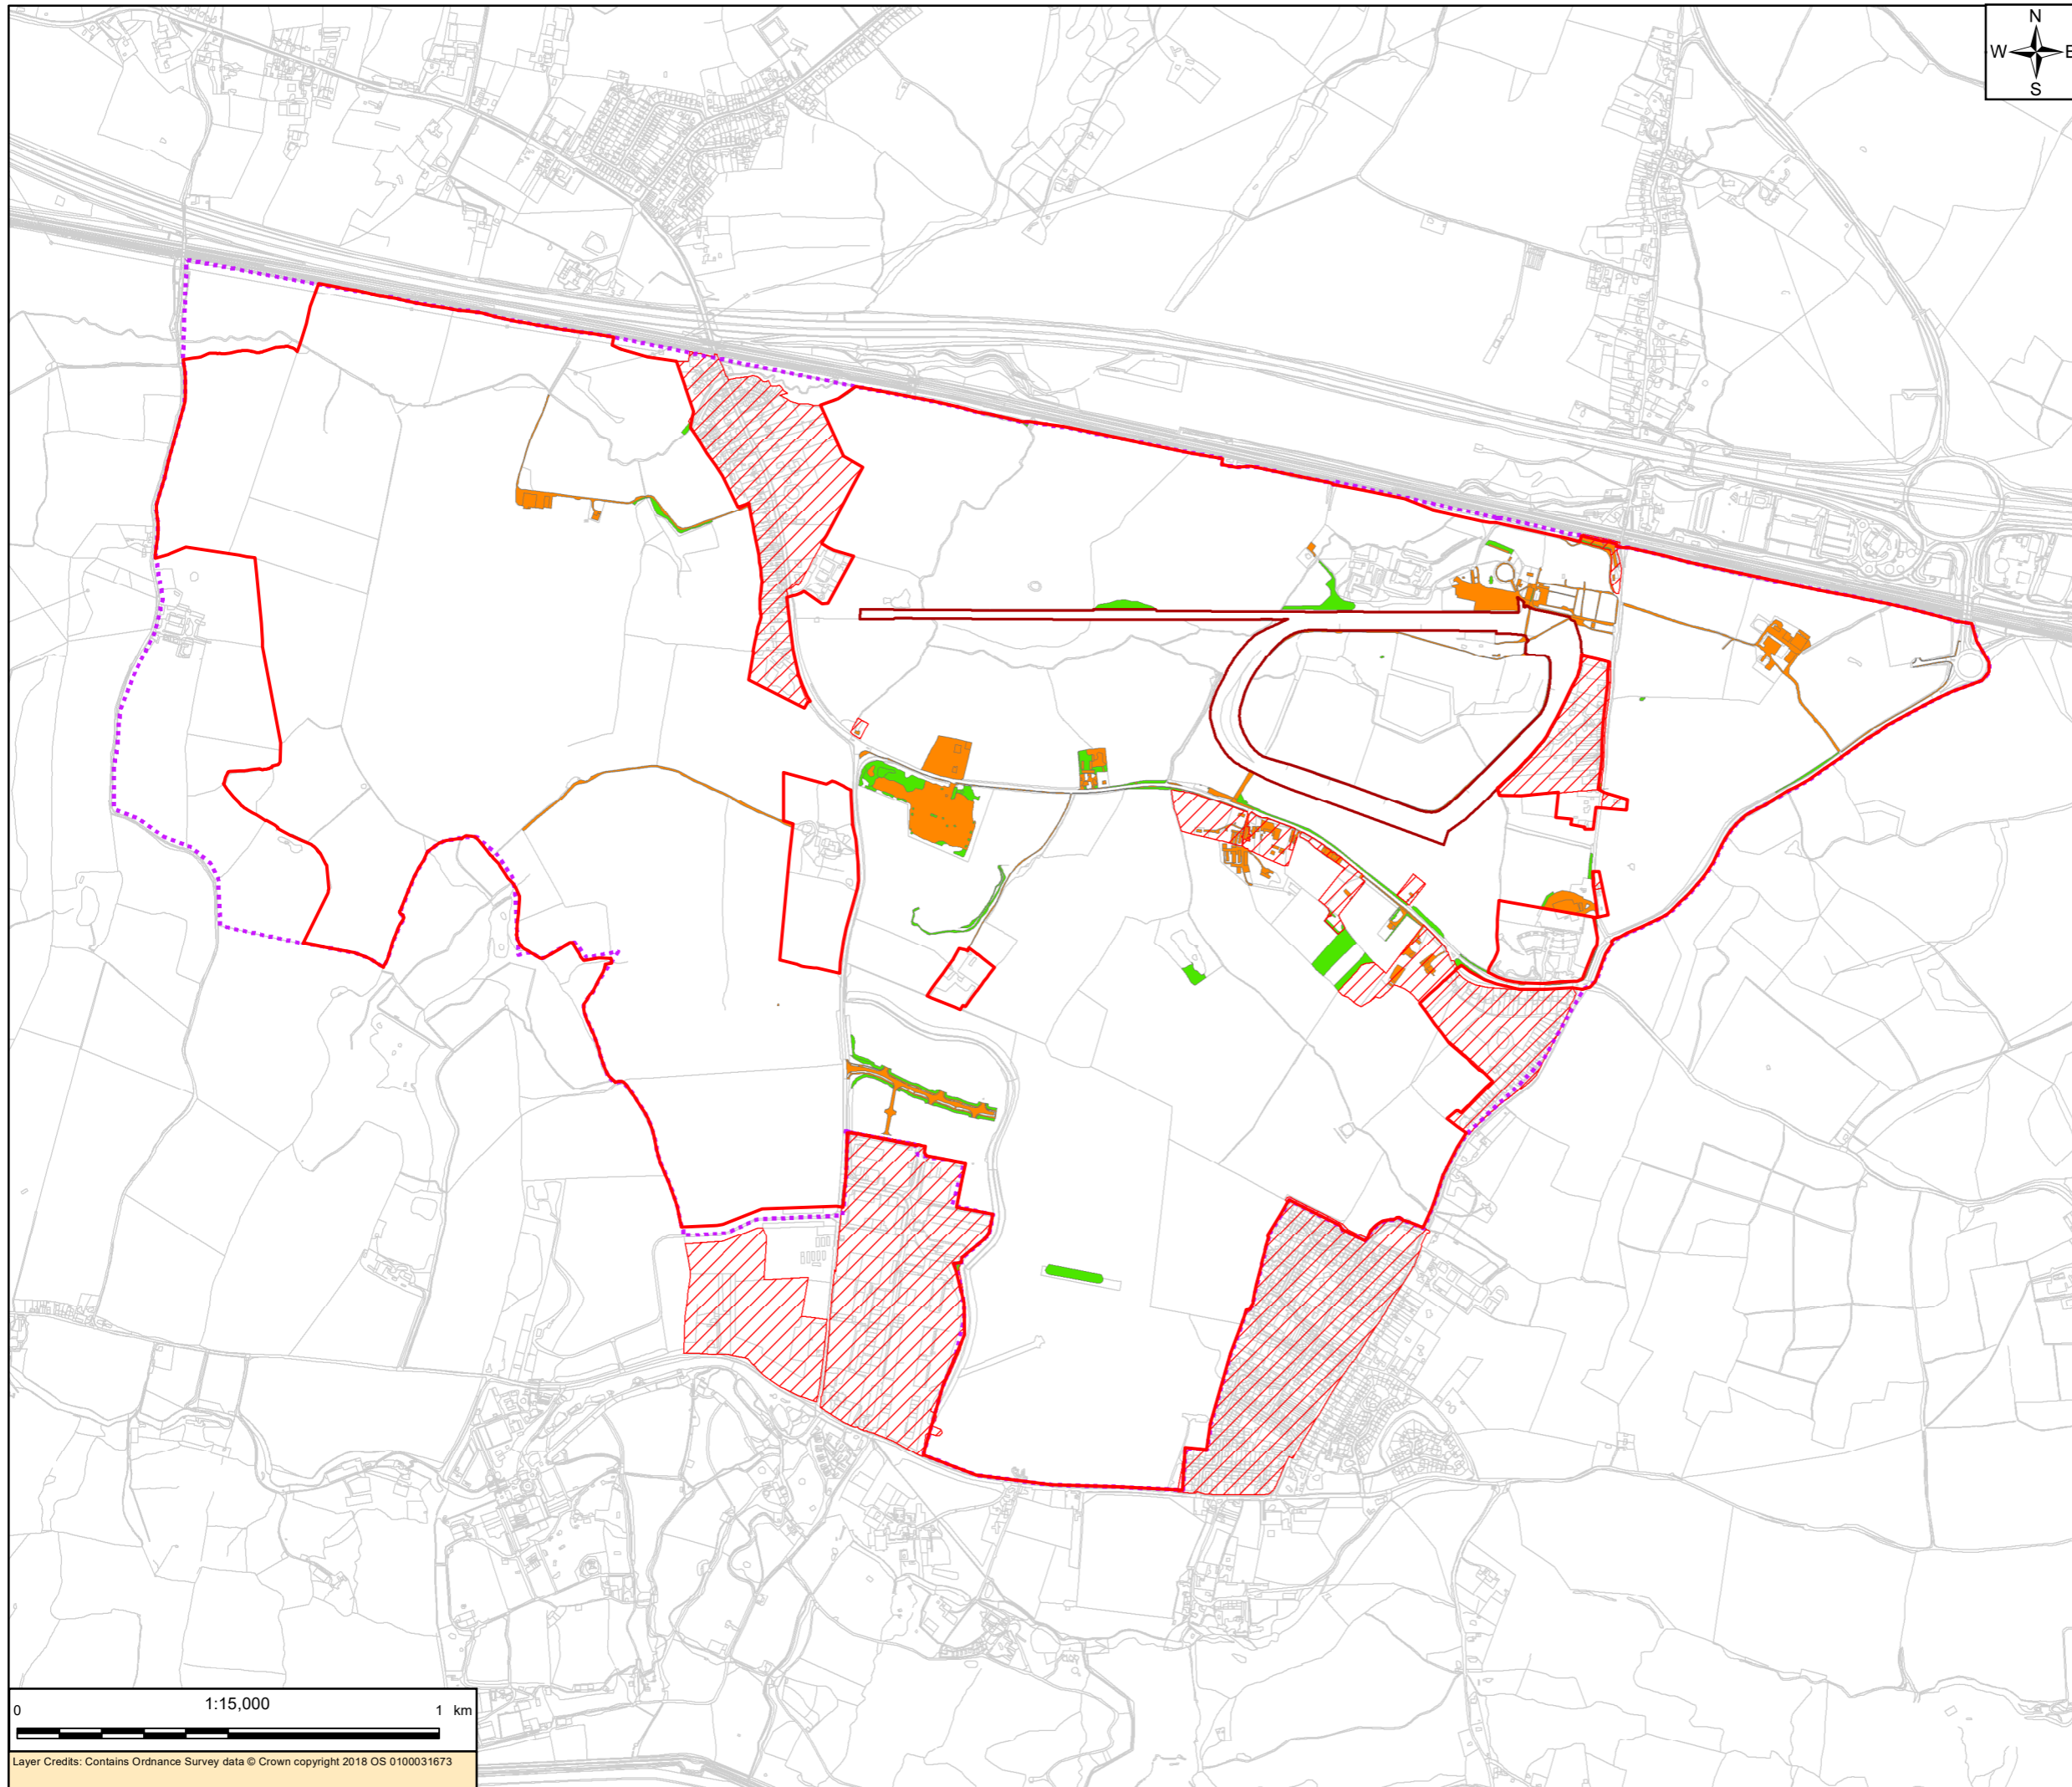 N
W E
S
1:15,000
0 1 km
Layer Credits: Contains Ordnance Survey data © Crown copyright 2018 OS 0100031673